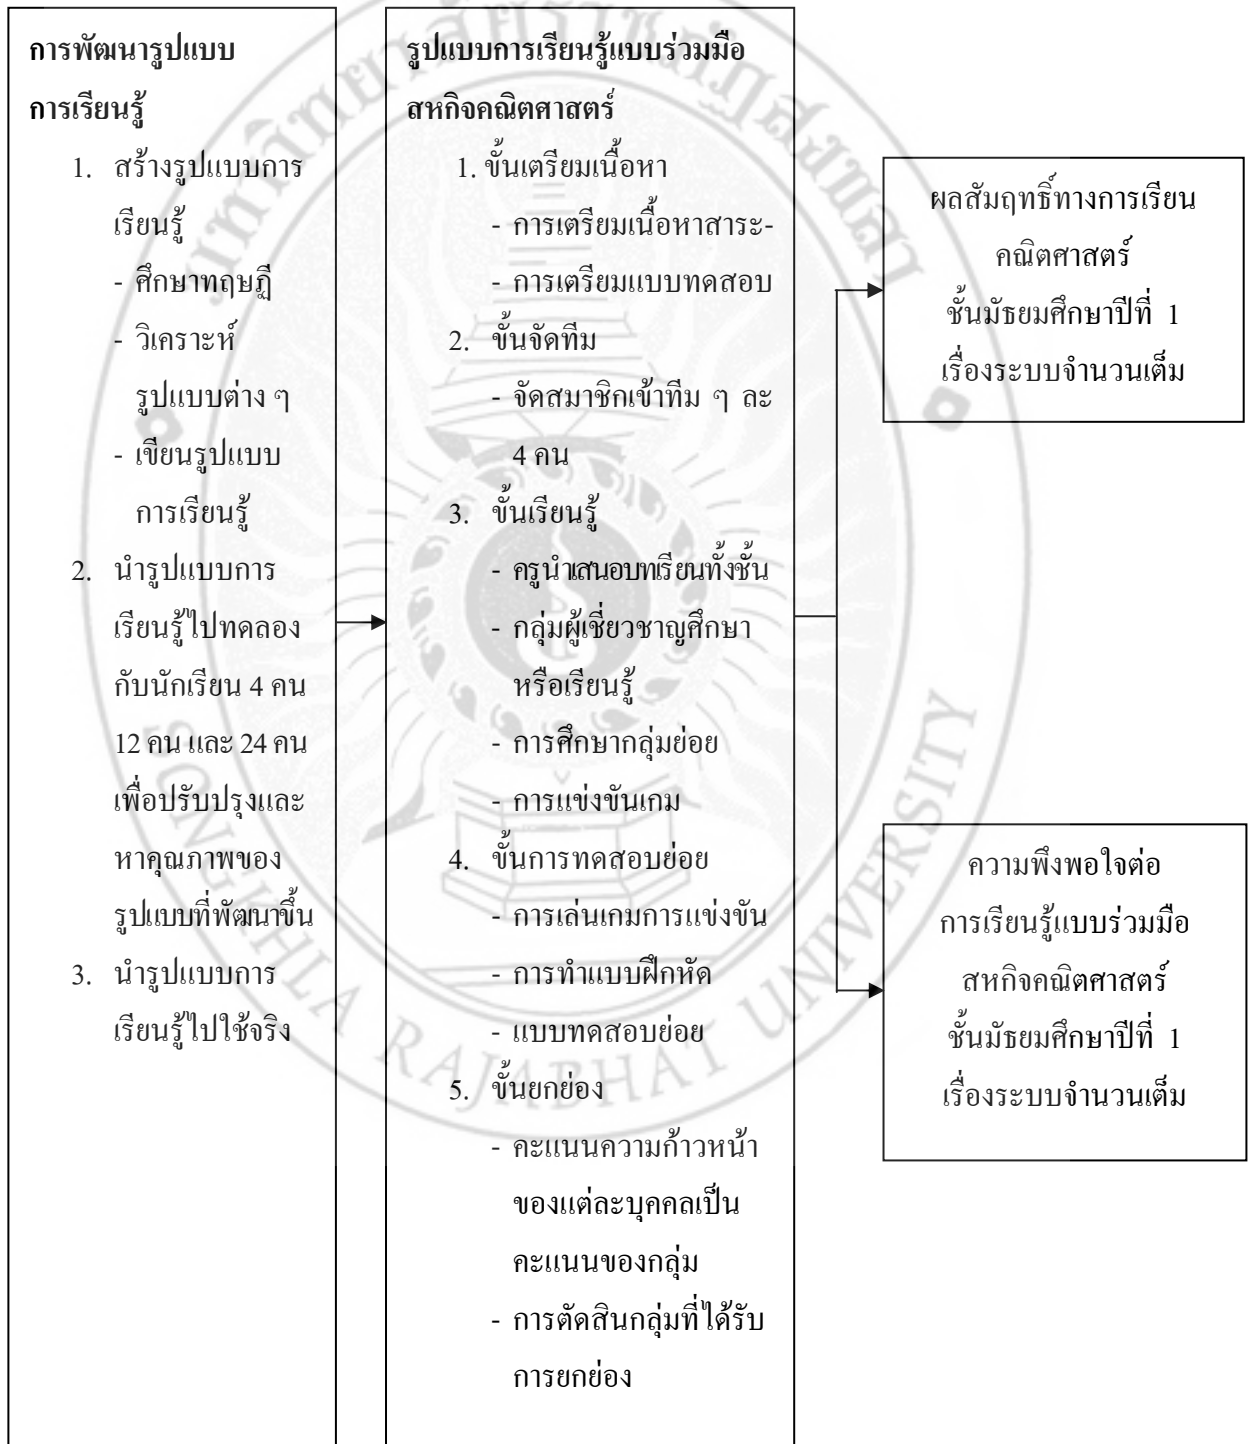 การพัฒนารูปแบบ
การเรียนรู้
1. สร้างรูปแบบการ
เรียนรู้
- ศึกษาทฤษฎี
- วิเคราะห์
รูปแบบต่าง ๆ
- เขียนรูปแบบ
การเรียนรู้
2. นำรูปแบบการ
เรียนรู้ไปทดลอง
กับนักเรียน 4 คน
12 คน และ 24 คน
เพื่อปรับปรุงและ
หาคุณภาพของ
รูปแบบที่พัฒนาขึ้น
3. นำรูปแบบการ
เรียนรู้ไปใช้จริง
รูปแบบการเรียนรู้แบบร่วมมือ
สหกิจคณิตศาสตร์
1. ขั้นเตรียมเนื้อหา
- การเตรียมเนื้อหาสาระ-
- การเตรียมแบบทดสอบ
2. ขั้นจัดทีม
- จัดสมาชิกเข้าทีม ๆ ละ
4 คน
3. ขั้นเรียนรู้
- ครูนำเสนอบทเรียนทั้งชั้น
- กลุ่มผู้เชี่ยวชาญศึกษา
หรือเรียนรู้
- การศึกษากลุ่มย่อย
- การแข่งขันเกม
4. ขั้นการทดสอบย่อย
- การเล่นเกมการแข่งขัน
- การทำแบบฝึกหัด
- แบบทดสอบย่อย
5. ขั้นยกย่อง
- คะแนนความก้าวหน้า
ของแต่ละบุคคลเป็น
คะแนนของกลุ่ม
- การตัดสินกลุ่มที่ได้รับ
การยกย่อง
ผลสัมฤทธิ์ทางการเรียน
คณิตศาสตร์
ชั้นมัธยมศึกษาปีที่ 1
เรื่องระบบจำนวนเต็ม
ความพึงพอใจต่อ
การเรียนรู้แบบร่วมมือ
สหกิจคณิตศาสตร์
ชั้นมัธยมศึกษาปีที่ 1
เรื่องระบบจำนวนเต็ม
มหาวิทยาลัยราชภัฏสงขลา
SONGKHLA RAJABHAT UNIVERSITY